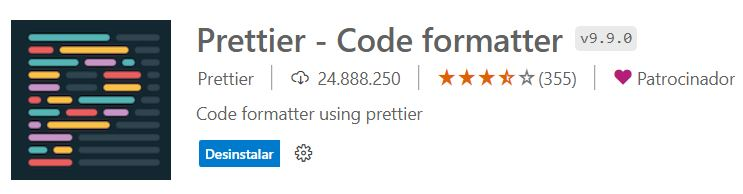 Prettier - Code formatter v9.9.0
Prettier 24.888.250 (355) Patrocinador
Code formatter using prettier
Desinstalar